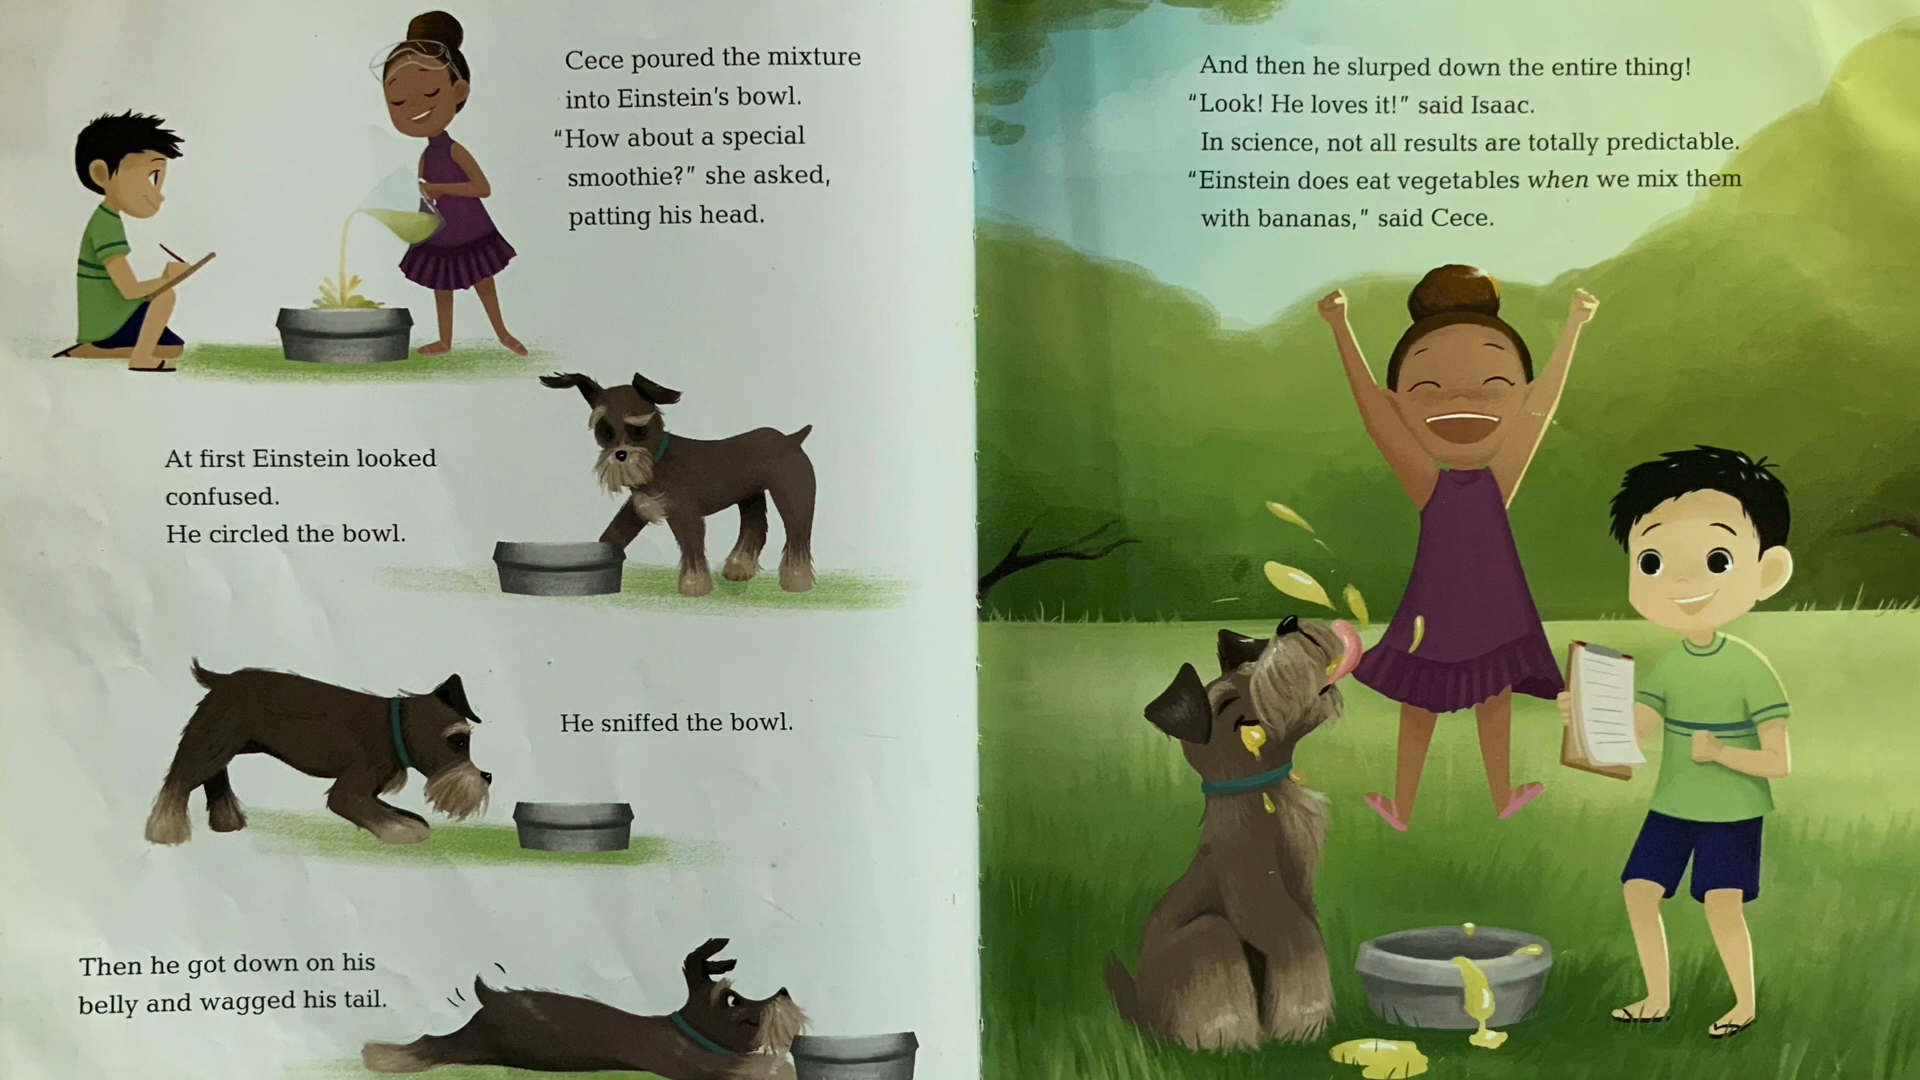 Cece poured the mixture
into Einstein's bowl.
“How about a special
smoothie?” she asked,
patting his head.
At first Einstein looked
confused.
He circled the bowl.
He sniffed the bowl.
Then he got down on his
belly and wagged his tail.
And then he slurped down the entire thing!
“Look! He loves it!” said Isaac.
In science, not all results are totally predictable.
“Einstein does eat vegetables when we mix them
with bananas,” said Cece.